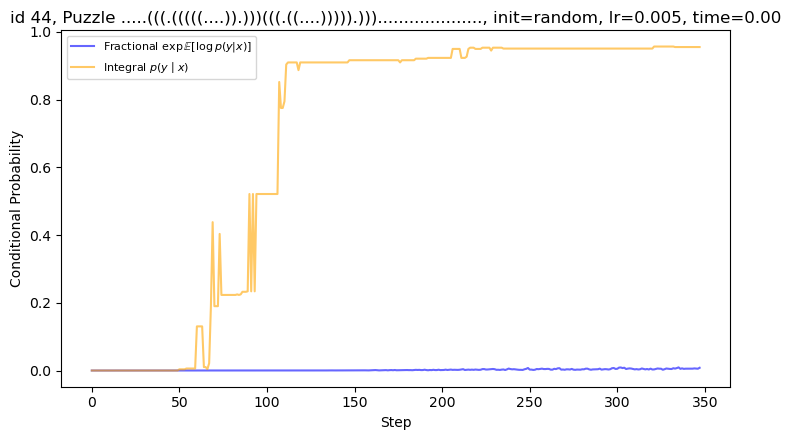 id 44, Puzzle .....(((.(((((....)).)))(((.((....))))).)))....................., init=random, lr=0.005, time=0.00
Fractional exp𝔼[log p(y|x)]
Integral p(y | x)
Conditional Probability
1.0
0.8
0.6
0.4
0.2
0.0
0 50 100 150 200 250 300 350
Step